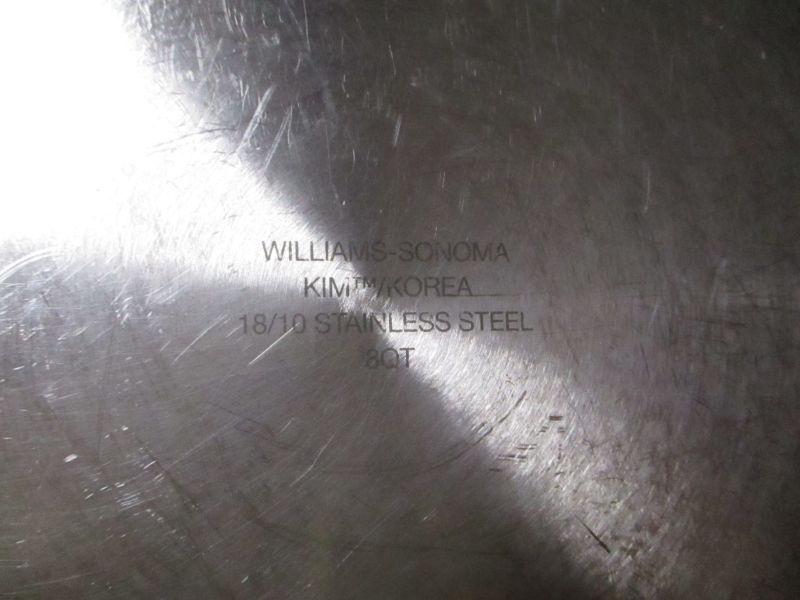 WILLIAMS-SONOMA
KIM™/KOREA
18/10 STAINLESS STEEL
8QT